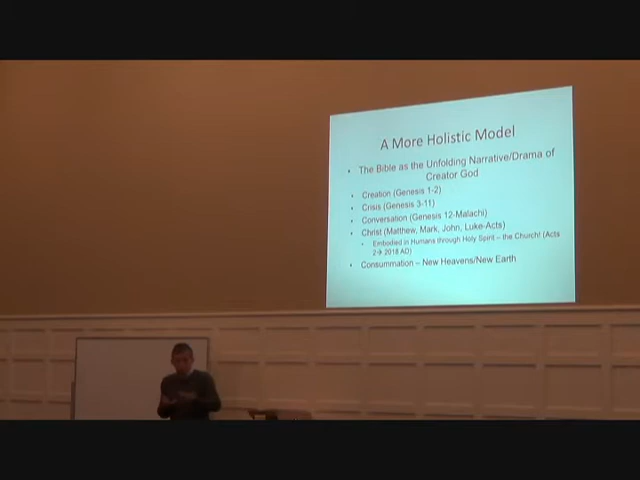 A More Holistic Model
• The Bible as the Unfolding Narrative/Drama of
Creator God
• Creation (Genesis 1-2)
• Crisis (Genesis 3-11)
• Conversation (Genesis 12-Malachi)
• Christ (Matthew, Mark, John, Luke-Acts)
• Embodied in Humans through Holy Spirit – the Church! (Acts
2→ 2018 AD)
• Consummation – New Heavens/New Earth